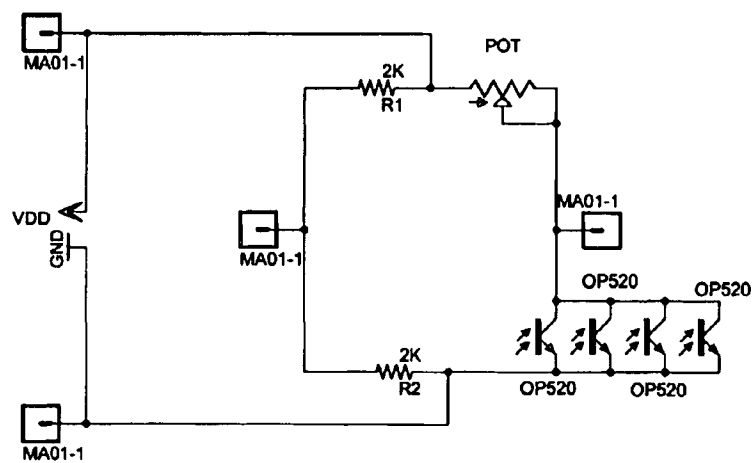 MA01-1
POT
2K
R1
VDD
GND
MA01-1
MA01-1
OP520
OP520
2K
R2
OP520
OP520
MA01-1